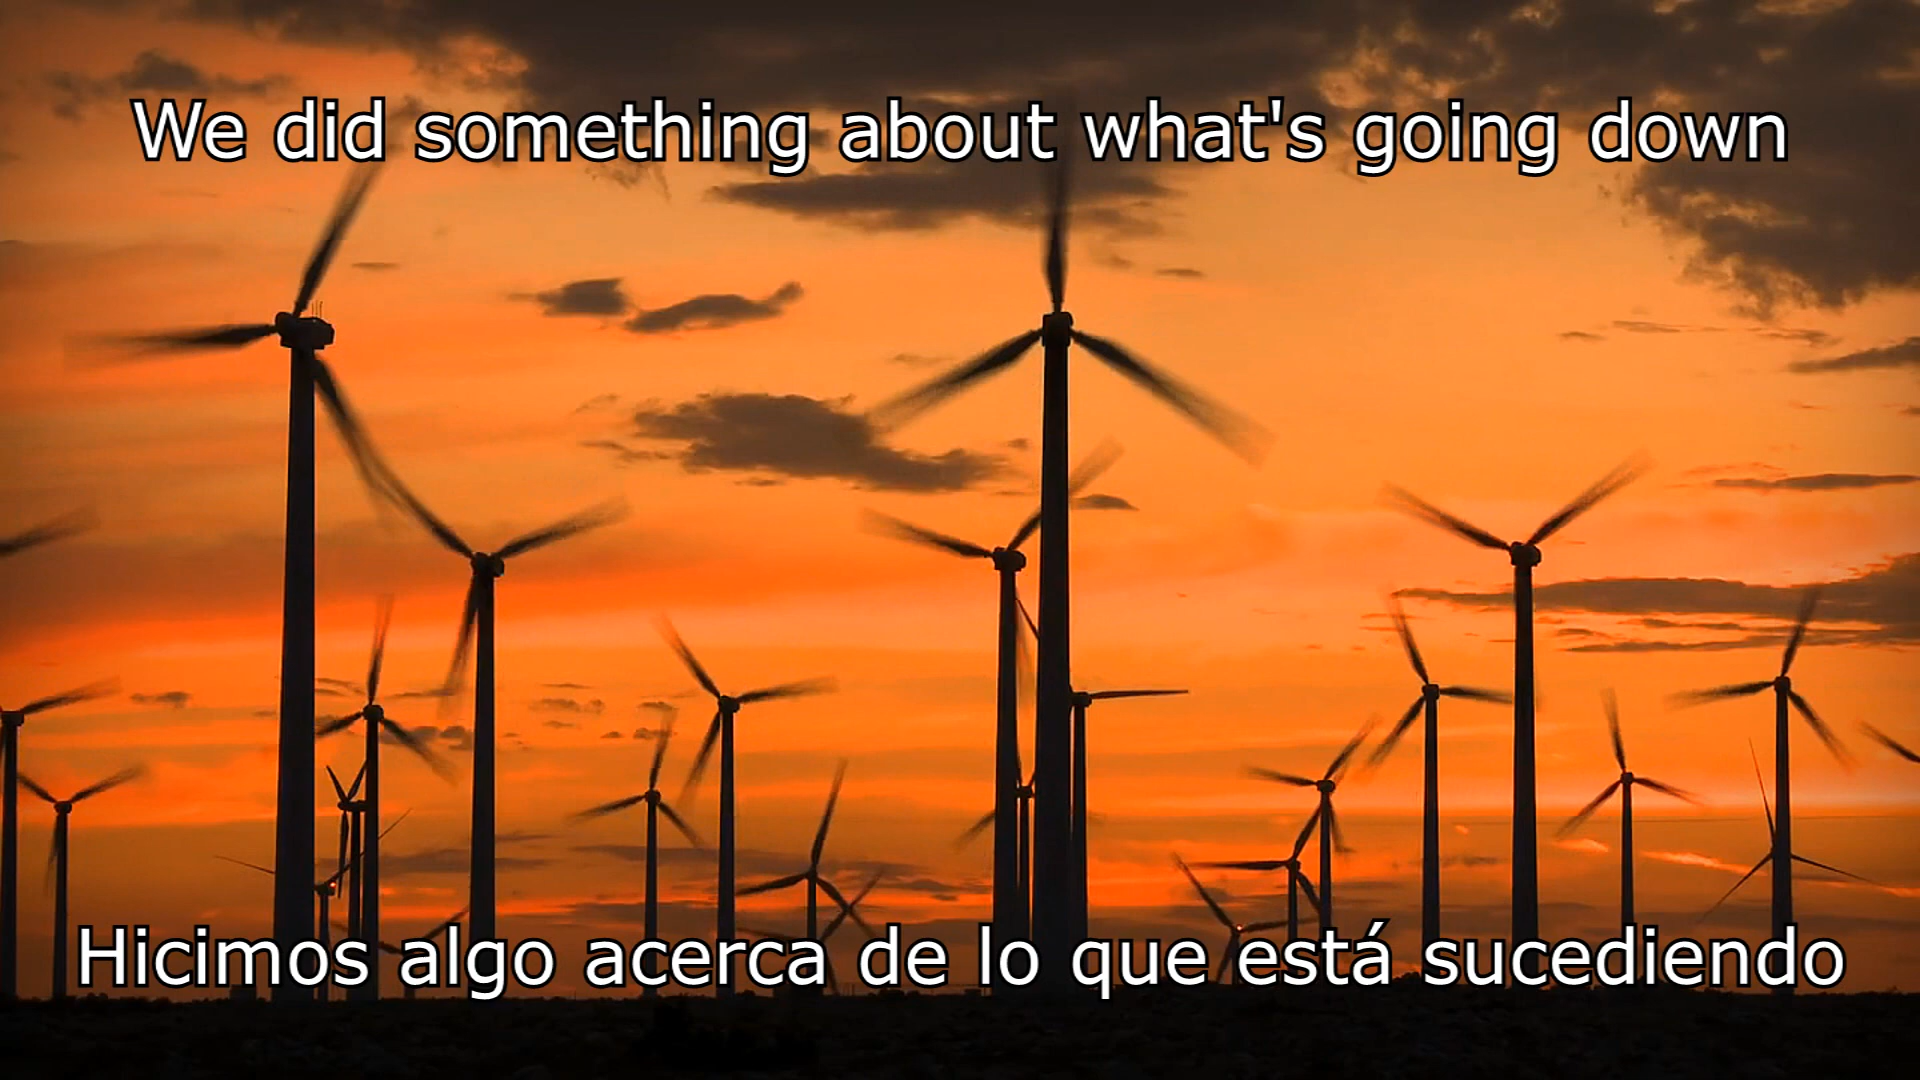 We did something about what's going down
Hicimos algo acerca de lo que está sucediendo